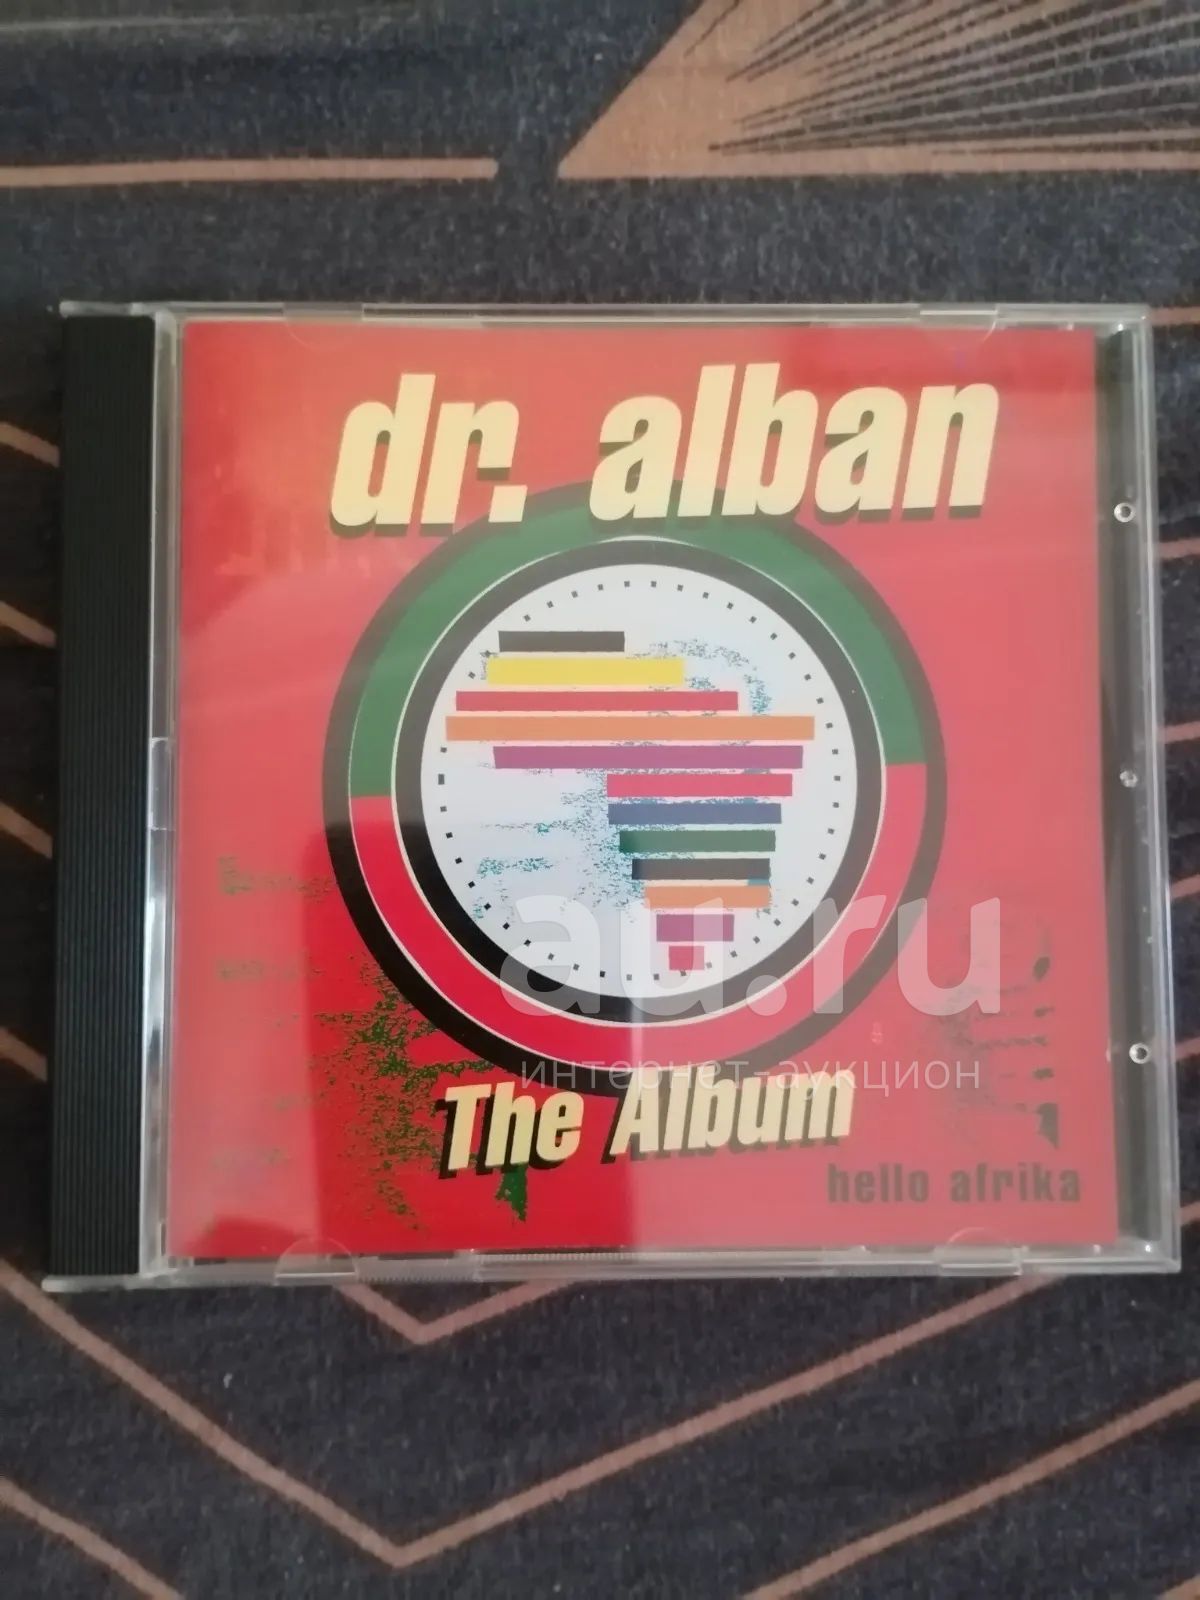 dr. alban
au.ru
интернет-аукцион
The Album
hello afrika